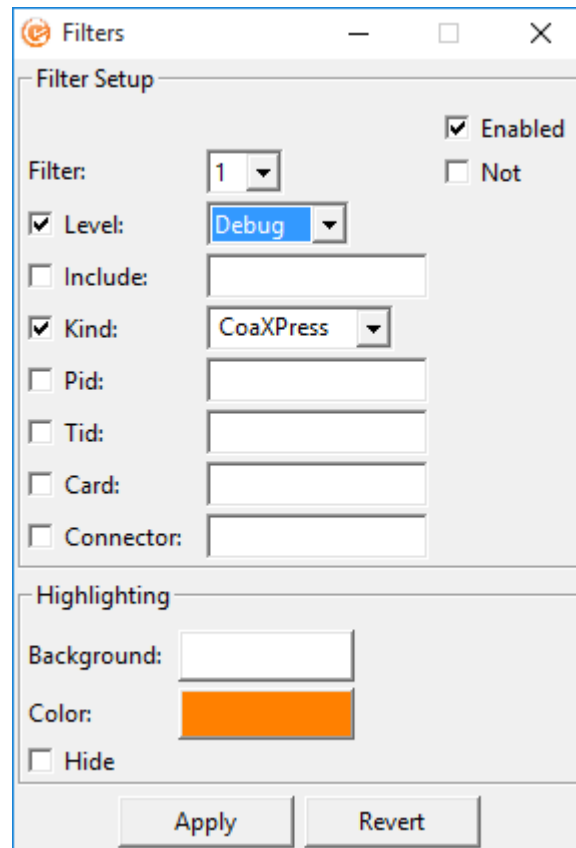 Filters
Filter Setup
Enabled
Filter: 1 Not
Level: Debug
Include:
Kind: CoaXPress
Pid:
Tid:
Card:
Connector:
Highlighting
Background:
Color:
Hide
Apply Revert